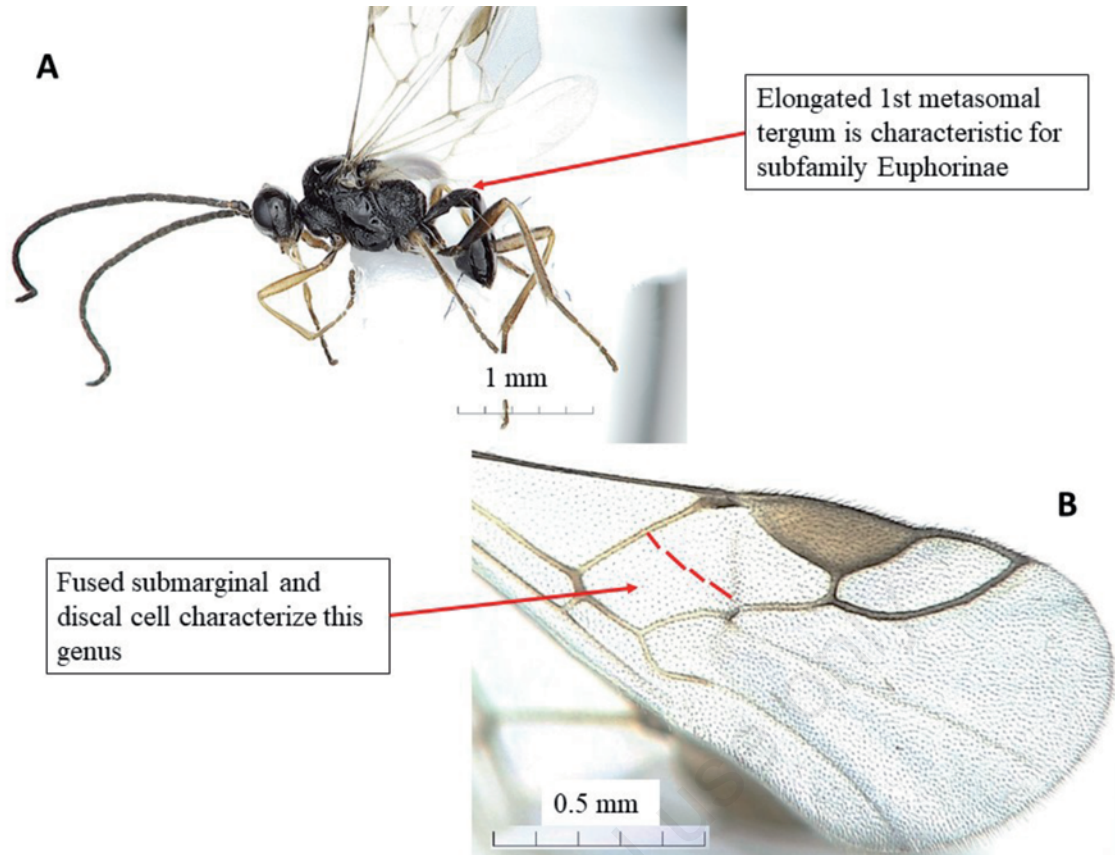 A
Elongated 1st metasomal
tergum is characteristic for
subfamily Euphorinae
1 mm
B
Fused submarginal and
discal cell characterize this
genus
0.5 mm